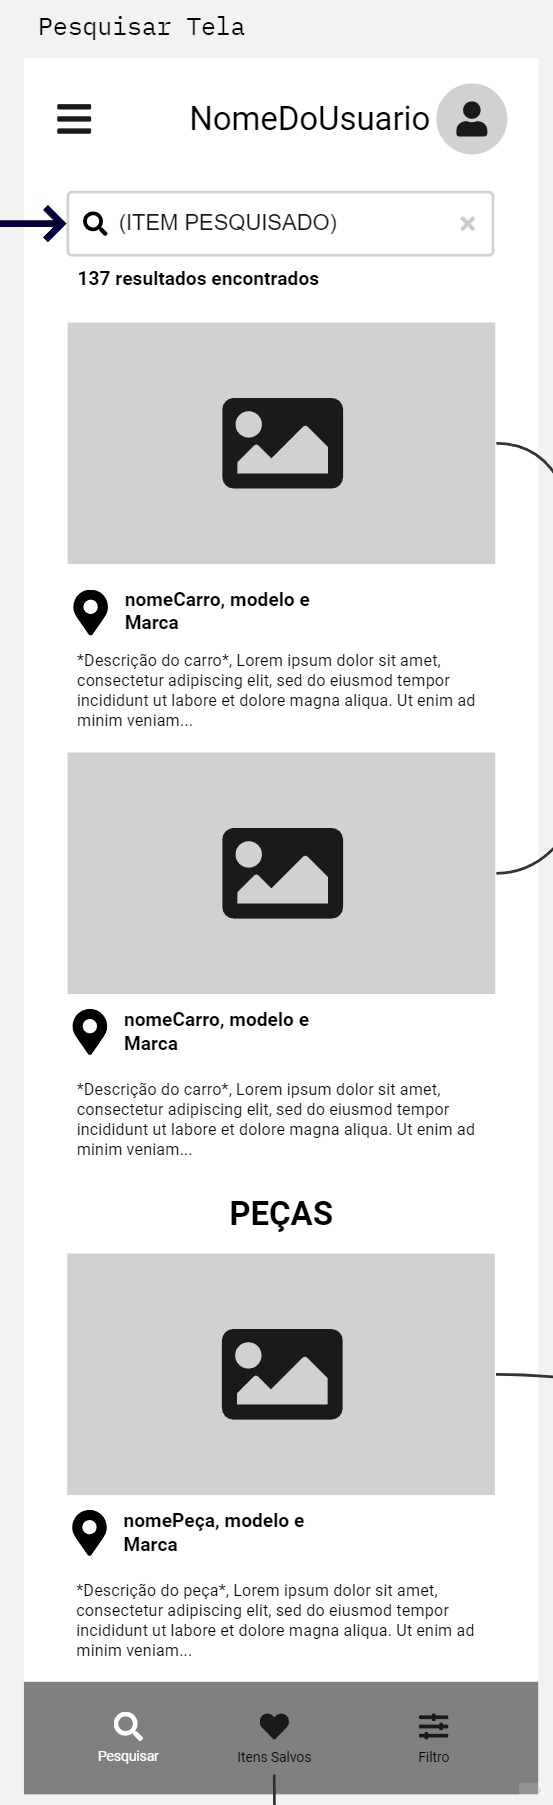 Pesquisar Tela
NomeDoUsuario
(ITEM PESQUISADO)
137 resultados encontrados
nomeCarro, modelo e
Marca
*Descrição do carro*, Lorem ipsum dolor sit amet,
consectetur adipiscing elit, sed do eiusmod tempor
incididunt ut labore et dolore magna aliqua. Ut enim ad
minim veniam...
nomeCarro, modelo e
Marca
*Descrição do carro*, Lorem ipsum dolor sit amet,
consectetur adipiscing elit, sed do eiusmod tempor
incididunt ut labore et dolore magna aliqua. Ut enim ad
minim veniam...
PEÇAS
nomePeça, modelo e
Marca
*Descrição do peça*, Lorem ipsum dolor sit amet,
consectetur adipiscing elit, sed do eiusmod tempor
incididunt ut labore et dolore magna aliqua. Ut enim ad
minim veniam...
Pesquisar
Itens Salvos
Filtro